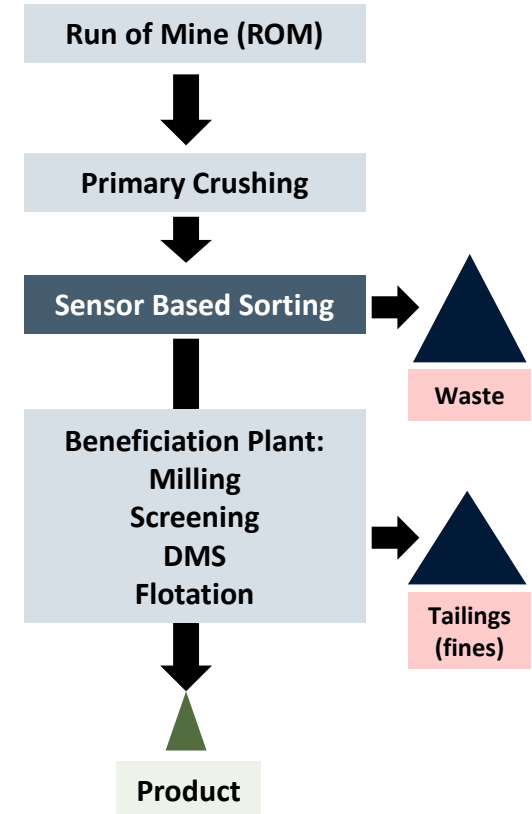 Run of Mine (ROM)
Primary Crushing
Sensor Based Sorting
Waste
Beneficiation Plant:
Milling
Screening
DMS
Flotation
Tailings
(fines)
Product